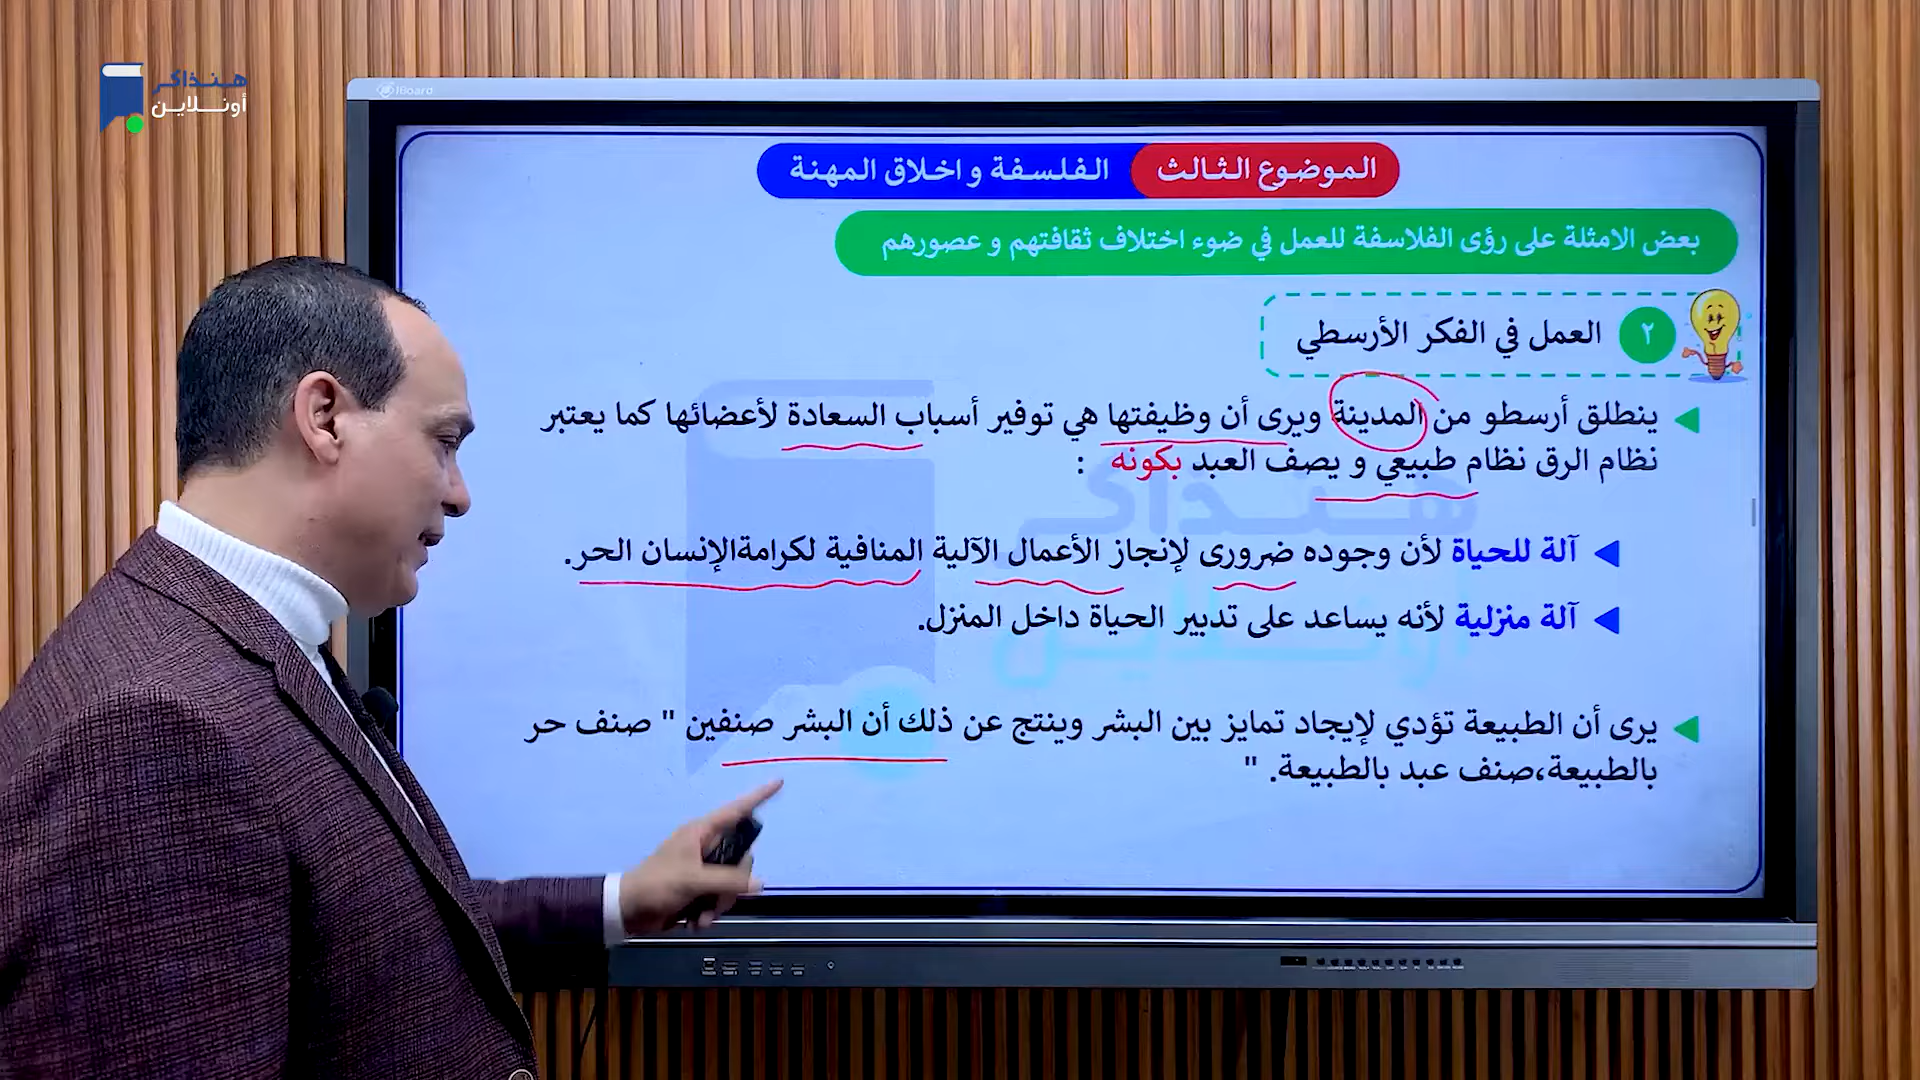 هنذاكر
أونلاين
IBoard
الموضوع الثالث الفلسفة و اخلاق المهنة
بعض الامثلة على رؤى الفلاسفة للعمل في ضوء اختلاف ثقافتهم و عصورهم
٢ العمل في الفكر الأرسطي
ينطلق أرسطو من المدينة ويرى أن وظيفتها هي توفير أسباب السعادة لأعضائها كما يعتبر
نظام الرق نظام طبيعي و يصف العبد بكونه :
آلة للحياة لأن وجوده ضرورى لإنجاز الأعمال الآلية المنافية لكرامةالإنسان الحر.
آلة منزلية لأنه يساعد على تدبير الحياة داخل المنزل.
يرى أن الطبيعة تؤدي لإيجاد تمايز بين البشر وينتج عن ذلك أن البشر صنفين " صنف حر
بالطبيعة،صنف عبد بالطبيعة. "
هنذاكر
أونلاين